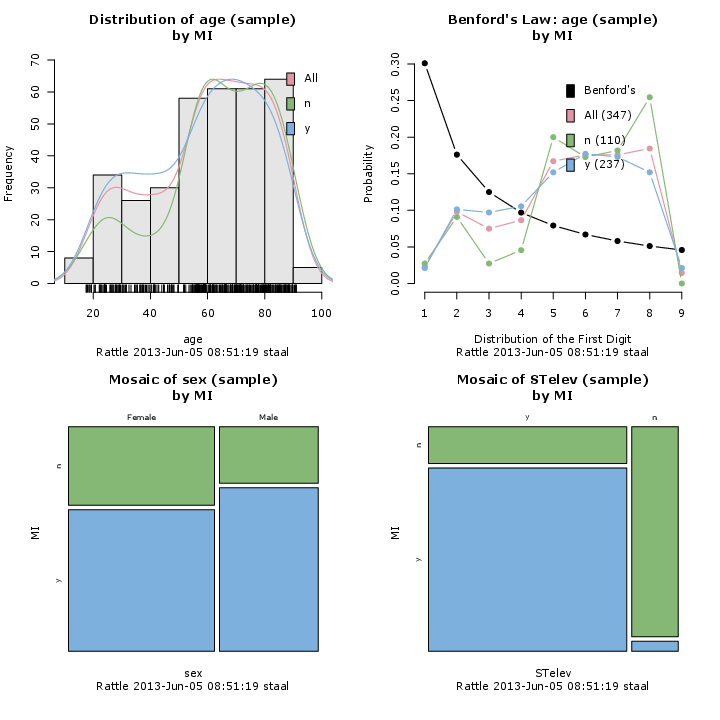 Distribution of age (sample)
by MI
Frequency
0
10
20
30
40
50
60
70
All
n
y
20
40
60
80
100
age
Rattle 2013-Jun-05 08:51:19 staal
Benford's Law: age (sample)
by MI
Probability
0.00
0.05
0.10
0.15
0.20
0.25
0.30
Benford's
All (347)
n (110)
y (237)
1
2
3
4
5
6
7
8
9
Distribution of the First Digit
Rattle 2013-Jun-05 08:51:19 staal
Mosaic of sex (sample)
by MI
Female
Male
n
MI
y
sex
Rattle 2013-Jun-05 08:51:19 staal
Mosaic of STelev (sample)
by MI
y
n
n
MI
y
STelev
Rattle 2013-Jun-05 08:51:19 staal